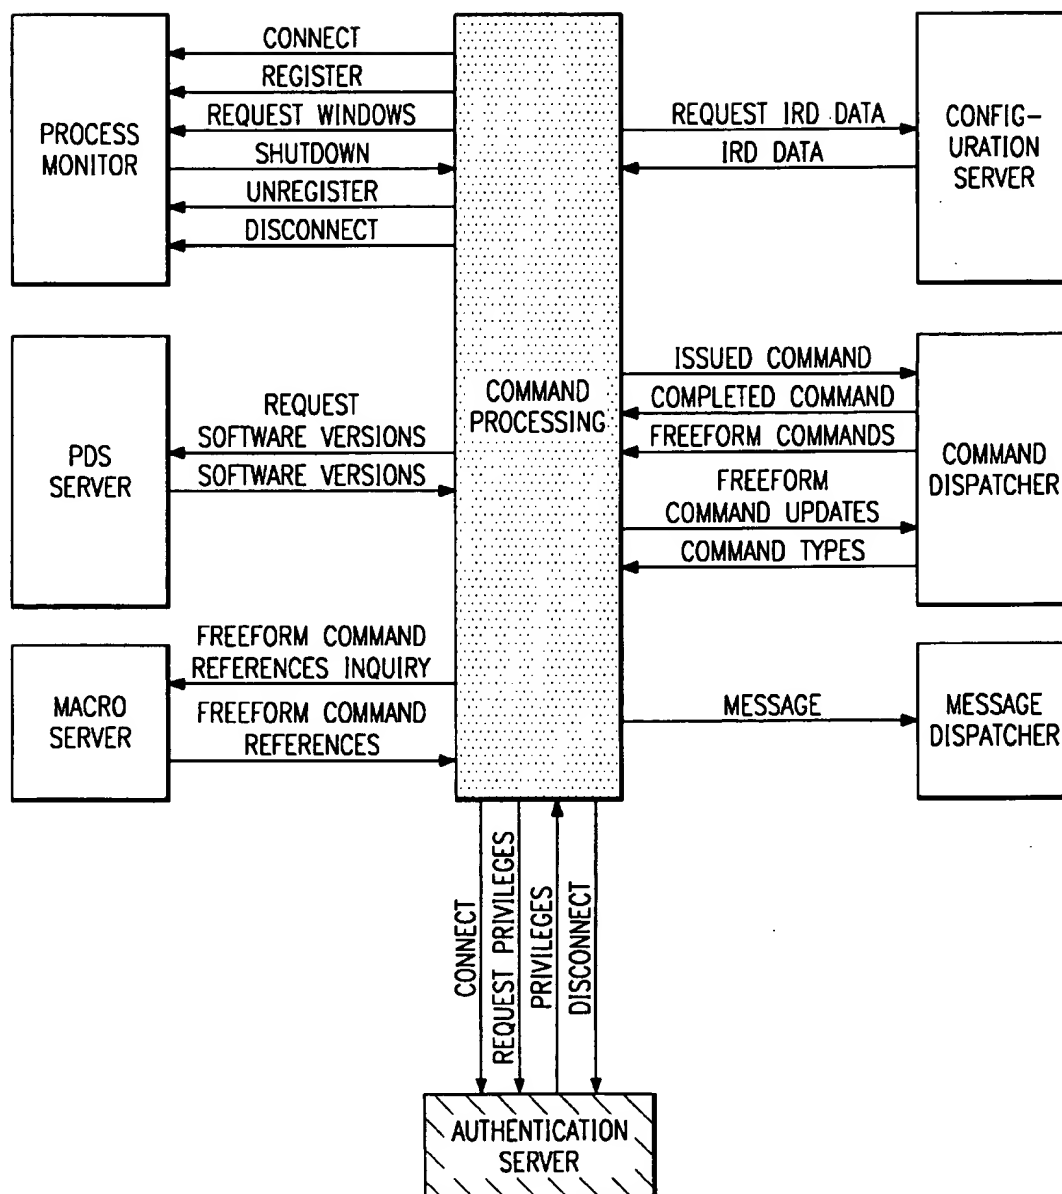 PROCESS
MONITOR
CONNECT
REGISTER
REQUEST WINDOWS
SHUTDOWN
UNREGISTER
DISCONNECT
REQUEST IRD DATA
IRD DATA
CONFIG-
URATION
SERVER
PDS
SERVER
REQUEST
SOFTWARE VERSIONS
SOFTWARE VERSIONS
COMMAND
PROCESSING
ISSUED COMMAND
COMPLETED COMMAND
FREEFORM COMMANDS
FREEFORM
COMMAND UPDATES
COMMAND TYPES
COMMAND
DISPATCHER
MACRO
SERVER
FREEFORM COMMAND
REFERENCES INQUIRY
FREEFORM COMMAND
REFERENCES
MESSAGE
MESSAGE
DISPATCHER
CONNECT
REQUEST PRIVILEGES
PRIVILEGES
DISCONNECT
AUTHENTICATION
SERVER